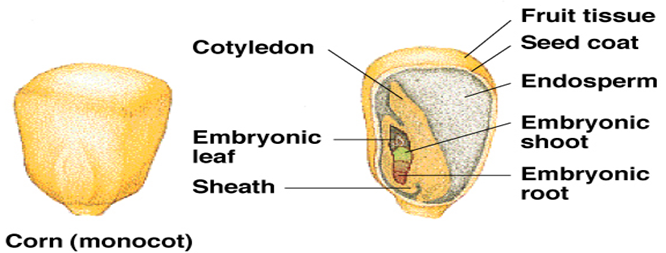 Fruit tissue
Seed coat
Cotyledon
Endosperm
Embryonic
shoot
Embryonic
leaf
Embryonic
root
Sheath
Corn (monocot)